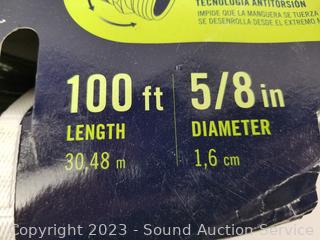 TECNOLOGÍA ANTITORSIÓN
IMPIDE QUE LA MANGUERA SE TUERZA
SE DESENROLLA DESDE EL EXTREMO
100 ft
LENGTH
30,48 m
5/8 in
DIAMETER
1,6 cm
Copyright 2023 - Sound Auction Service